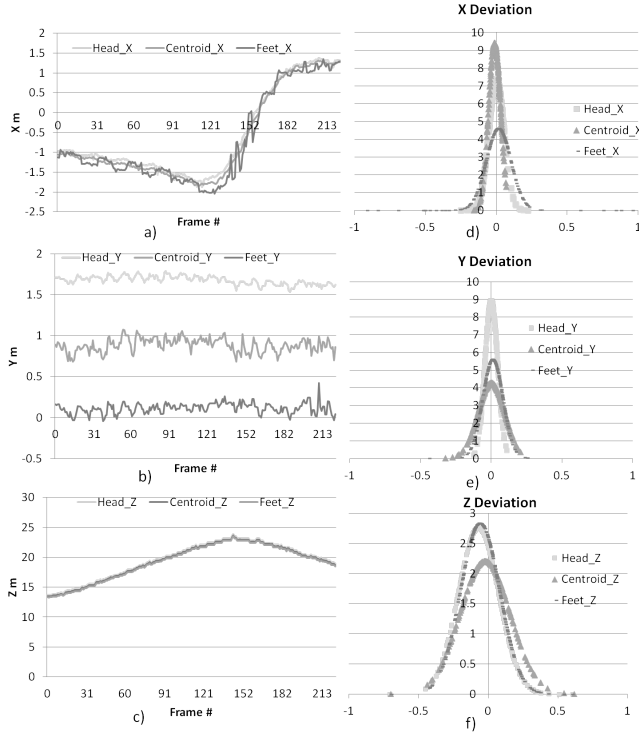 X Deviation
2
1.5
1
0.5
0
-0.5
-1
-1.5
-2
-2.5
X m
Head_X Centroid_X Feet_X
0 31 61 91 121 152 182 213
Frame #
a)
10
9
8
7
6
5
4
3
2
1
0
Head_X
Centroid_X
Feet_X
-1 -0.5 0 0.5 1
d)
Y Deviation
2
1.5
1
0.5
0
-0.5
Y m
Head_Y Centroid_Y Feet_Y
0 31 61 91 121 152 182 213
Frame #
b)
10
9
8
7
6
5
4
3
2
1
0
Head_Y
Centroid_Y
Feet_Y
-1 -0.5 0 0.5 1
e)
Z Deviation
30
25
20
15
10
5
0
Z m
Head_Z Centroid_Z Feet_Z
0 31 61 91 121 152 182 213
Frame #
c)
3
2.5
2
1.5
1
0.5
0
Head_Z
Centroid_Z
Feet_Z
-1 -0.5 0 0.5 1
f)